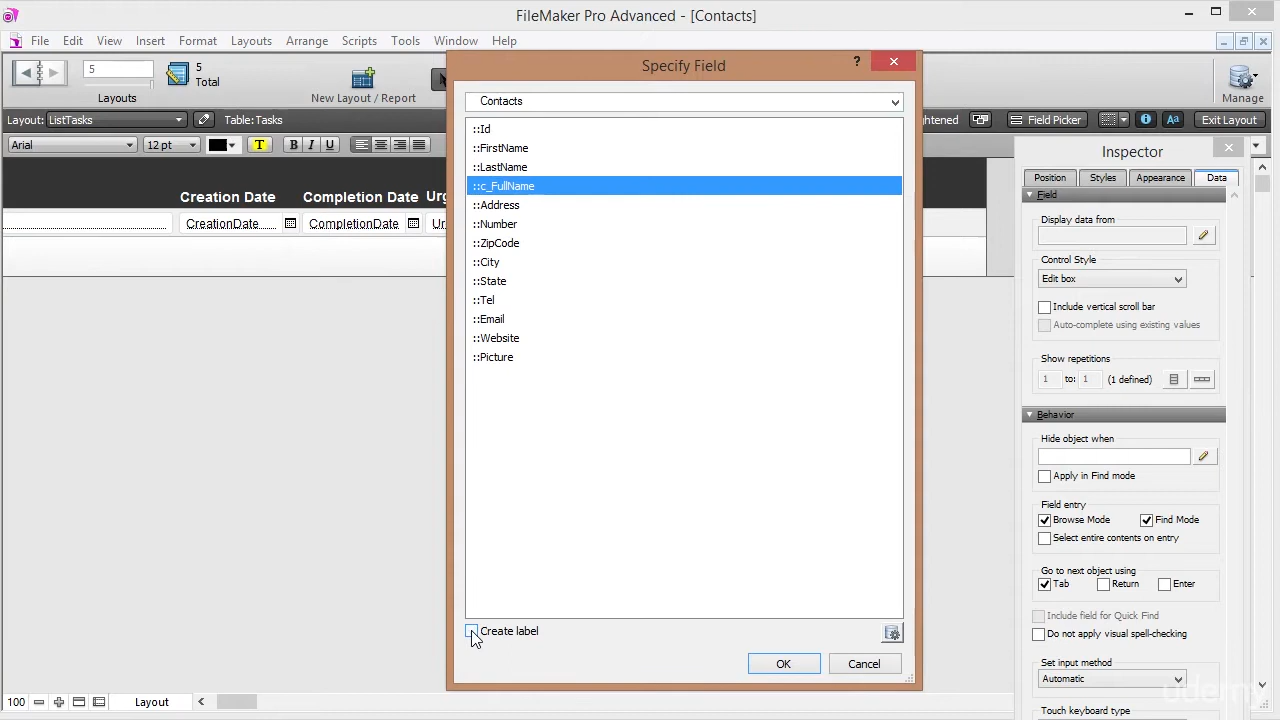 FileMaker Pro Advanced - [Contacts]
File Edit View Insert Format Layouts Arrange Scripts Tools Window Help
5
5
Total
Layouts
New Layout / Report
Manage
Layout: ListTasks
Table: Tasks
htened
Field Picker
Aa
Exit Layout
Arial
12 pt
T
B I U
Creation Date
Completion Date
Urg
CreationDate
CompletionDate
Ur
Specify Field
?
Contacts
::Id
::FirstName
::LastName
::c_FullName
::Address
::Number
::ZipCode
::City
::State
::Tel
::Email
::Website
::Picture
Create label
OK
Cancel
Inspector
Position
Styles
Appearance
Data
Field
Display data from
Control Style
Edit box
Include vertical scroll bar
Auto-complete using existing values
Show repetitions
1 to: 1 (1 defined)
Behavior
Hide object when
Apply in Find mode
Field entry
Browse Mode
Find Mode
Select entire contents on entry
Go to next object using
Tab
Return
Enter
Include field for Quick Find
Do not apply visual spell-checking
Set input method
Automatic
Touch keyboard type
100
Layout
udemy